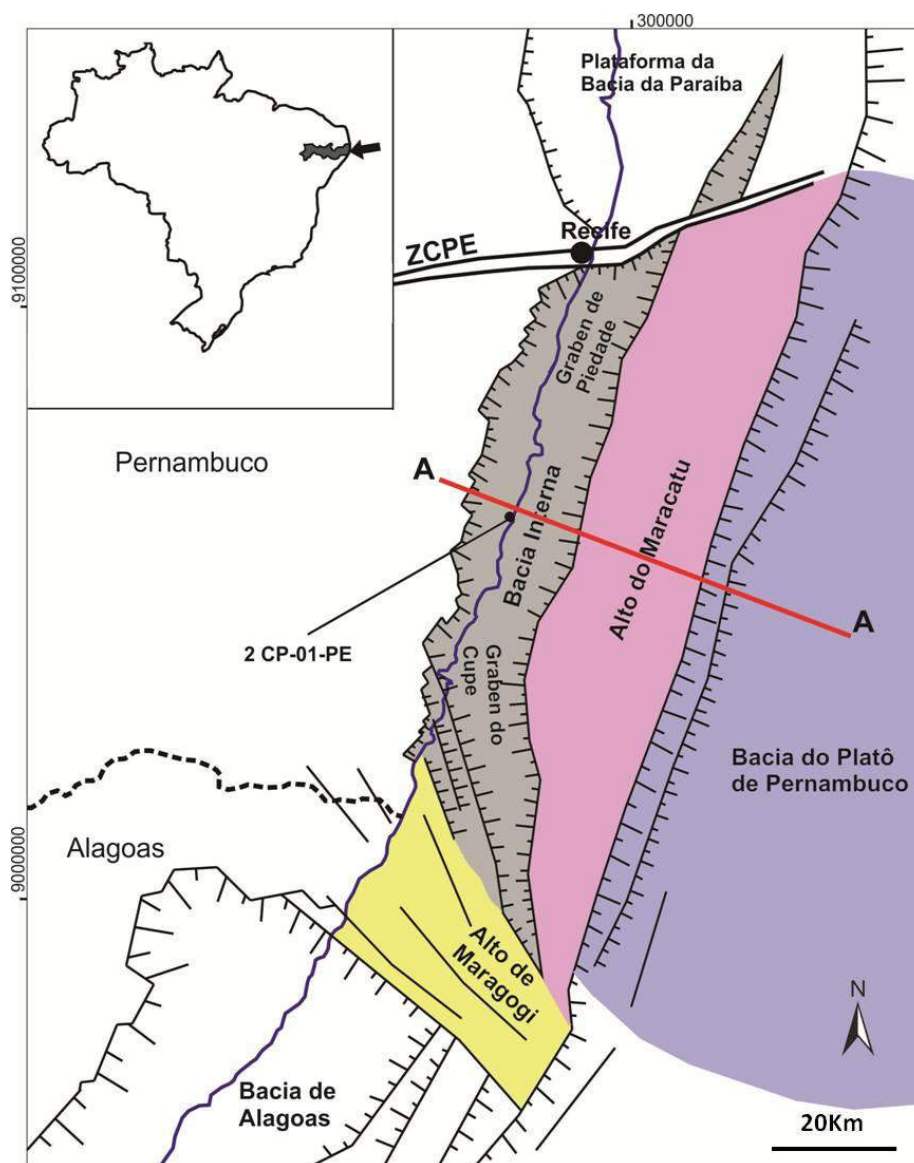 300000
Plataforma da
Bacia da Paraíba
Recife
ZCPE
9100000
Graben de
Piedade
Pernambuco
A
Bacia Interna
Alto do Maracatu
A
2 CP-01-PE
Graben do
Cupe
Bacia do Platô
de Pernambuco
Alagoas
9000000
Alto de
Maragogi
N
Bacia de
Alagoas
20Km